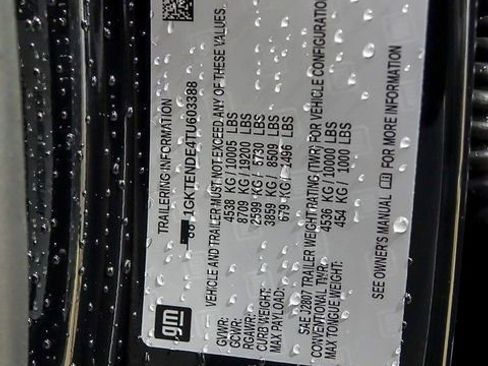 TRAILERING INFORMATION
1GKTENDE4TU603388
VEHICLE AND TRAILER MUST NOT EXCEED ANY OF THESE VALUES.
GVWR: 4538 KG / 10005 LBS
GCWR: 8709 KG / 19200 LBS
RGAWR: 2599 KG / 5730 LBS
CURB WEIGHT: 3859 KG / 8509 LBS
MAX PAYLOAD: 679 KG / 1496 LBS
SAE J2807 TRAILER WEIGHT RATING (TWR) FOR VEHICLE CONFIGURATIO
CONVENTIONAL TWR: 4536 KG / 10000 LBS
MAX TONGUE WEIGHT: 454 KG / 1000 LBS
SEE OWNER'S MANUAL FOR MORE INFORMATION
gm